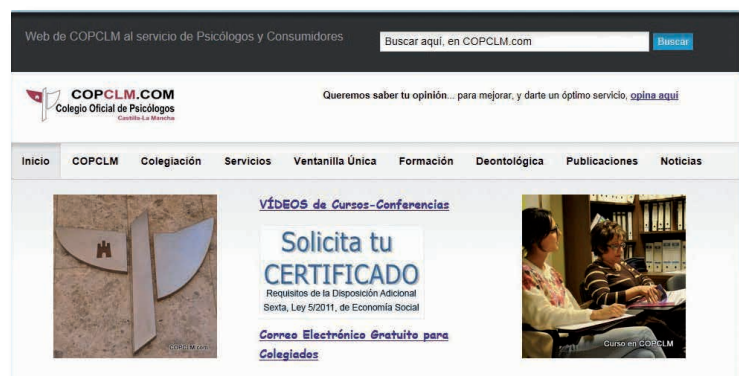 Web de COPCLM al servicio de Psicólogos y Consumidores
Buscar aquí, en COPCLM.com
Buscar
COPCLM.COM
Colegio Oficial de Psicólogos
Castilla-La Mancha
Queremos saber tu opinión... para mejorar, y darte un óptimo servicio, opina aquí
Inicio COPCLM Colegiación Servicios Ventanilla Única Formación Deontológica Publicaciones Noticias
VÍDEOS de Cursos-Conferencias
Solicita tu
CERTIFICADO
Requisitos de la Disposición Adicional
Sexta, Ley 5/2011, de Economía Social
Correo Electrónico Gratuito para
Colegiados
COPCLM.com
Curso en COPCLM